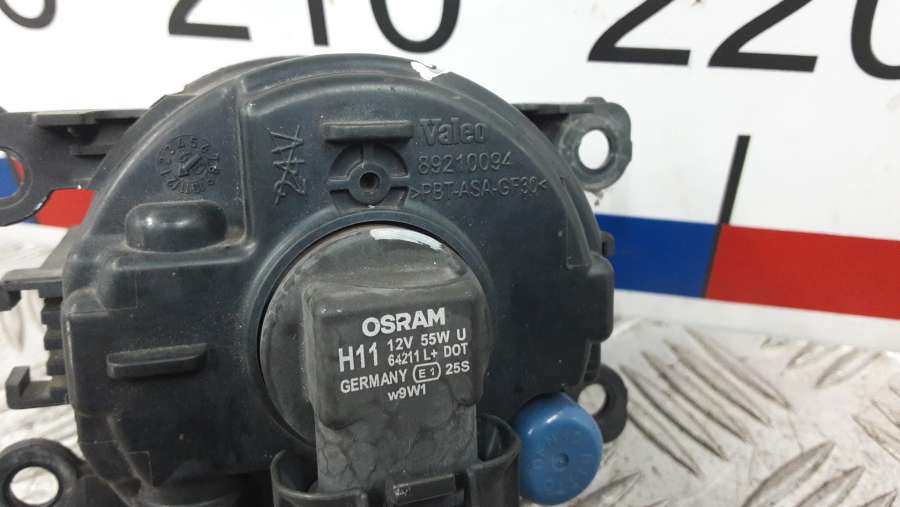 210
220
Valeo
89210094
>PBT-ASA-GF30<
OSRAM
H11 12V 55W U
64211 L+ DOT
GERMANY E1 25S
w9W1